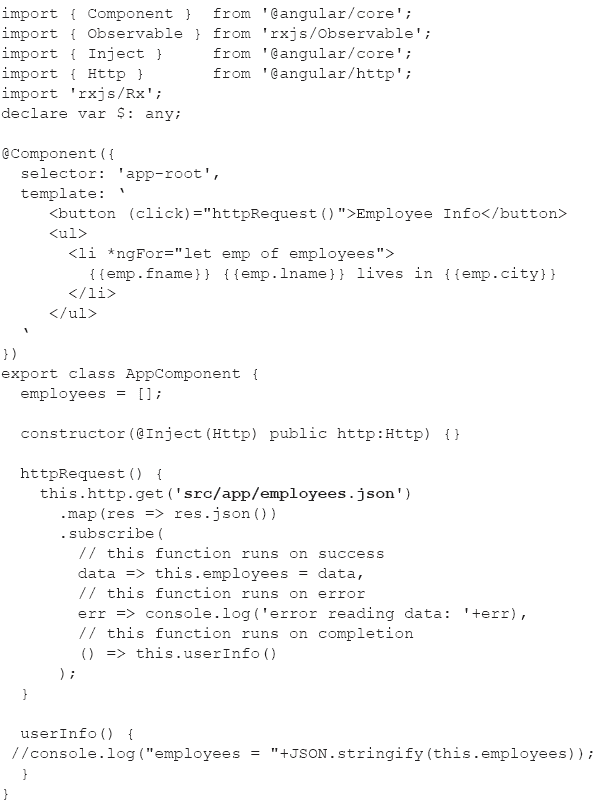 import { Component }  from '@angular/core';
import { Observable } from 'rxjs/Observable';
import { Inject }     from '@angular/core';
import { Http }       from '@angular/http';
import 'rxjs/Rx';
declare var $: any;

@Component({
  selector: 'app-root',
  template: ‛
     <button (click)="httpRequest()">Employee Info</button>
     <ul>
       <li *ngFor="let emp of employees">
         {{emp.fname}} {{emp.lname}} lives in {{emp.city}}
       </li>
     </ul>
  ‛
})
export class AppComponent {
  employees = [];

  constructor(@Inject(Http) public http:Http) {}

  httpRequest() {
    this.http.get('src/app/employees.json')
      .map(res => res.json())
      .subscribe(
        // this function runs on success
        data => this.employees = data,
        // this function runs on error
        err => console.log('error reading data: '+err),
        // this function runs on completion
        () => this.userInfo()
      );
  }

  userInfo() {
 //console.log("employees = "+JSON.stringify(this.employees));
  }
}